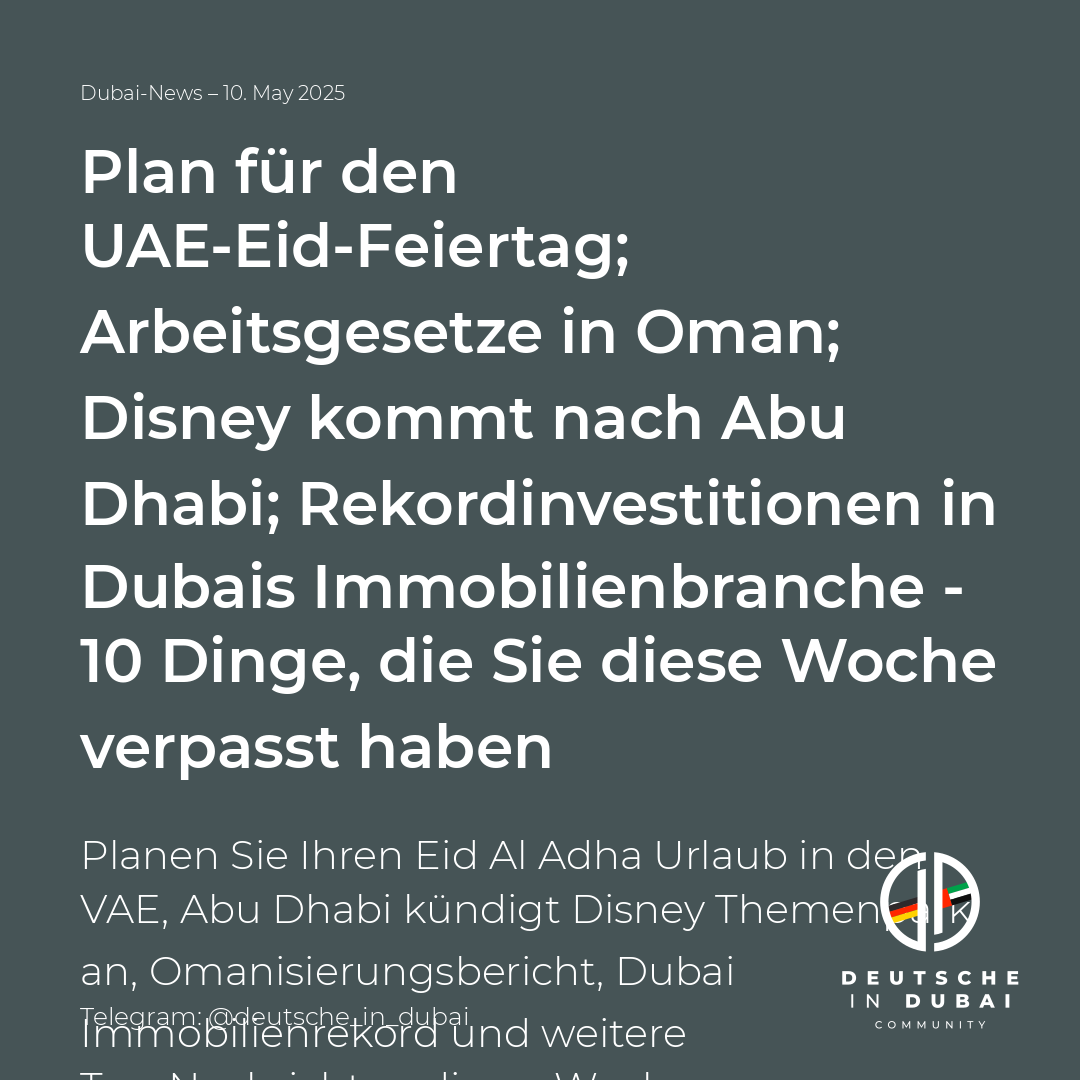 Dubai-News – 10. May 2025
Plan für den
UAE-Eid-Feiertag;
Arbeitsgesetze in Oman;
Disney kommt nach Abu
Dhabi; Rekordinvestitionen in
Dubais Immobilienbranche -
10 Dinge, die Sie diese Woche
verpasst haben
Planen Sie Ihren Eid Al Adha Urlaub in den
VAE, Abu Dhabi kündigt Disney Themenpark
an, Omanisierungsbericht, Dubai
Telegram: @deutsche_in_dubai
Immobilienrekord und weitere
DEUTSCHE
IN DUBAI
COMMUNITY